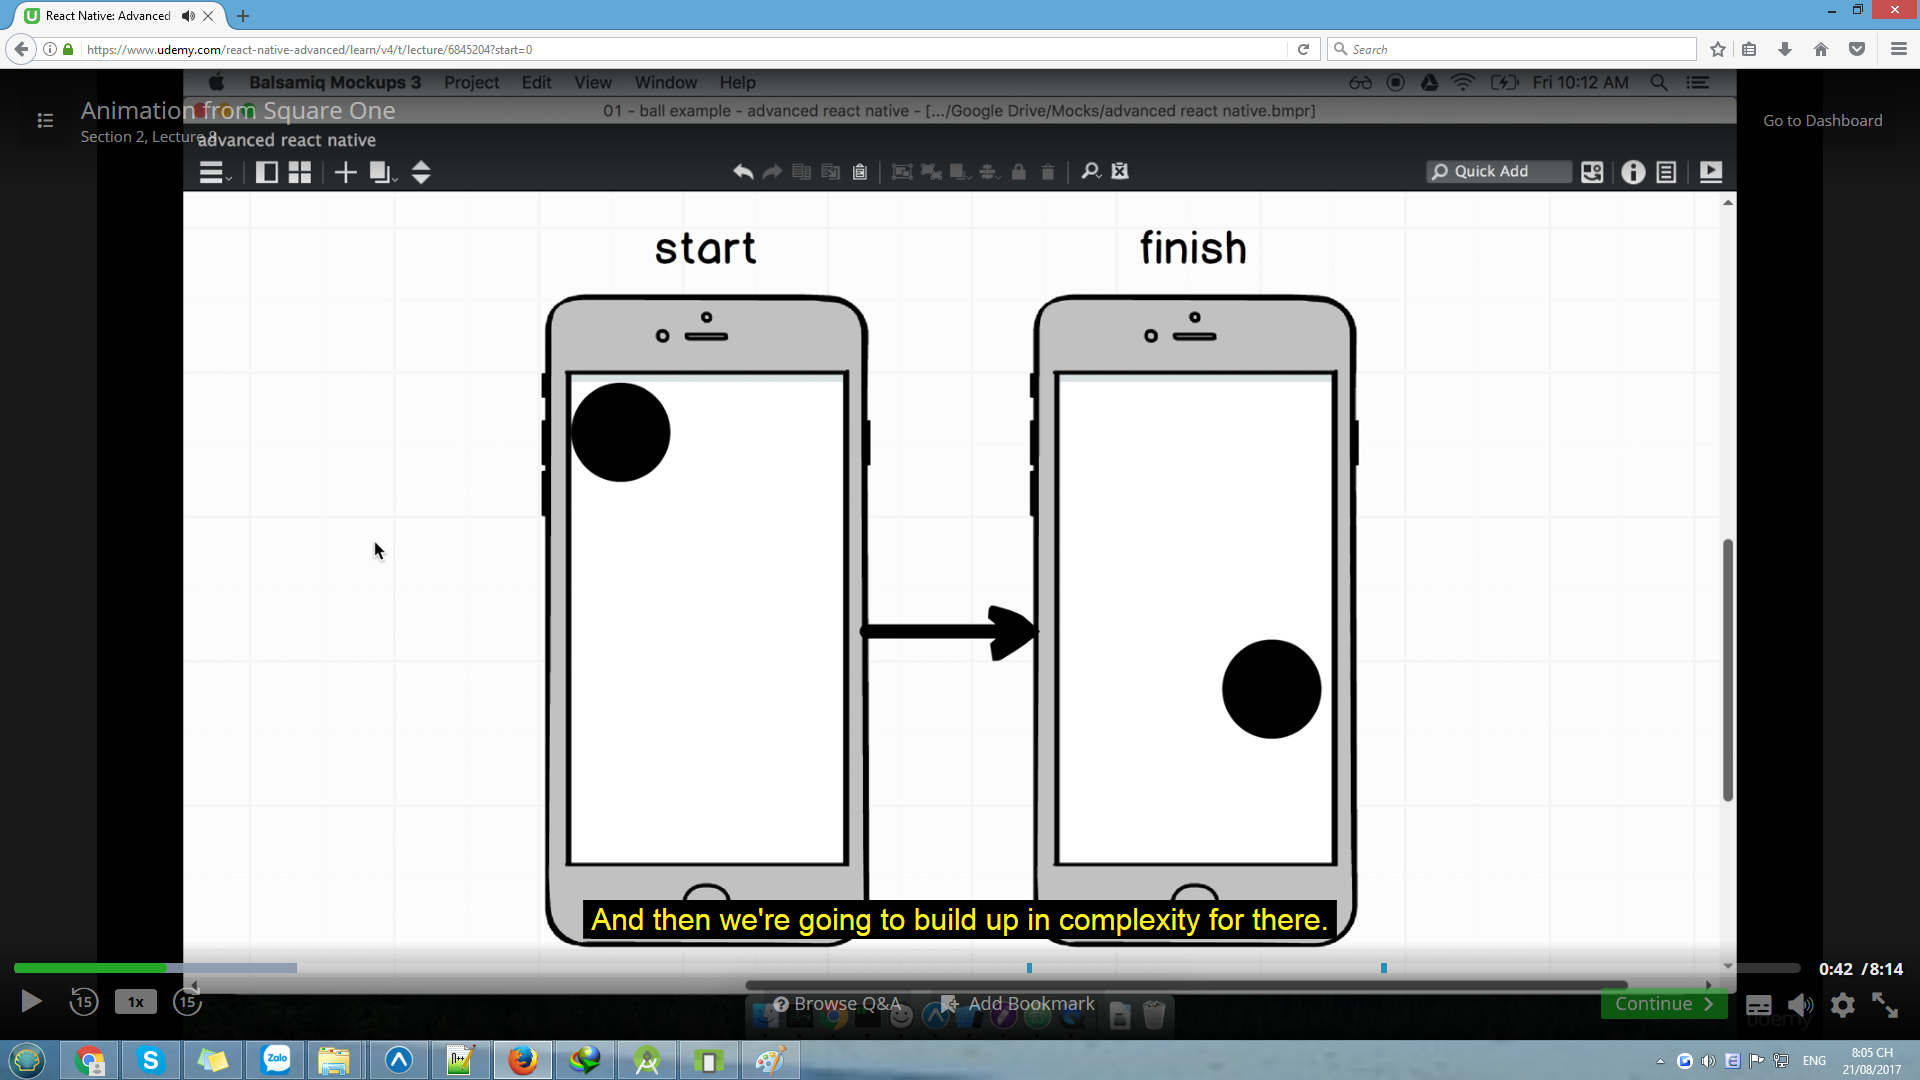 React Native: Advanced
https://www.udemy.com/react-native-advanced/learn/v4/t/lecture/6845204?start=0
Search
Balsamiq Mockups 3 Project Edit View Window Help
Fri 10:12 AM
Animation from Square One
01 - ball example - advanced react native - [.../Google Drive/Mocks/advanced react native.bmpr]
Section 2, Lecture 8
advanced react native
Go to Dashboard
Quick Add
start
finish
And then we're going to build up in complexity for there.
0:42 / 8:14
15
1x
15
Browse Q&A
Add Bookmark
Continue
udemy
Zalo
ENG
8:05 CH
21/08/2017